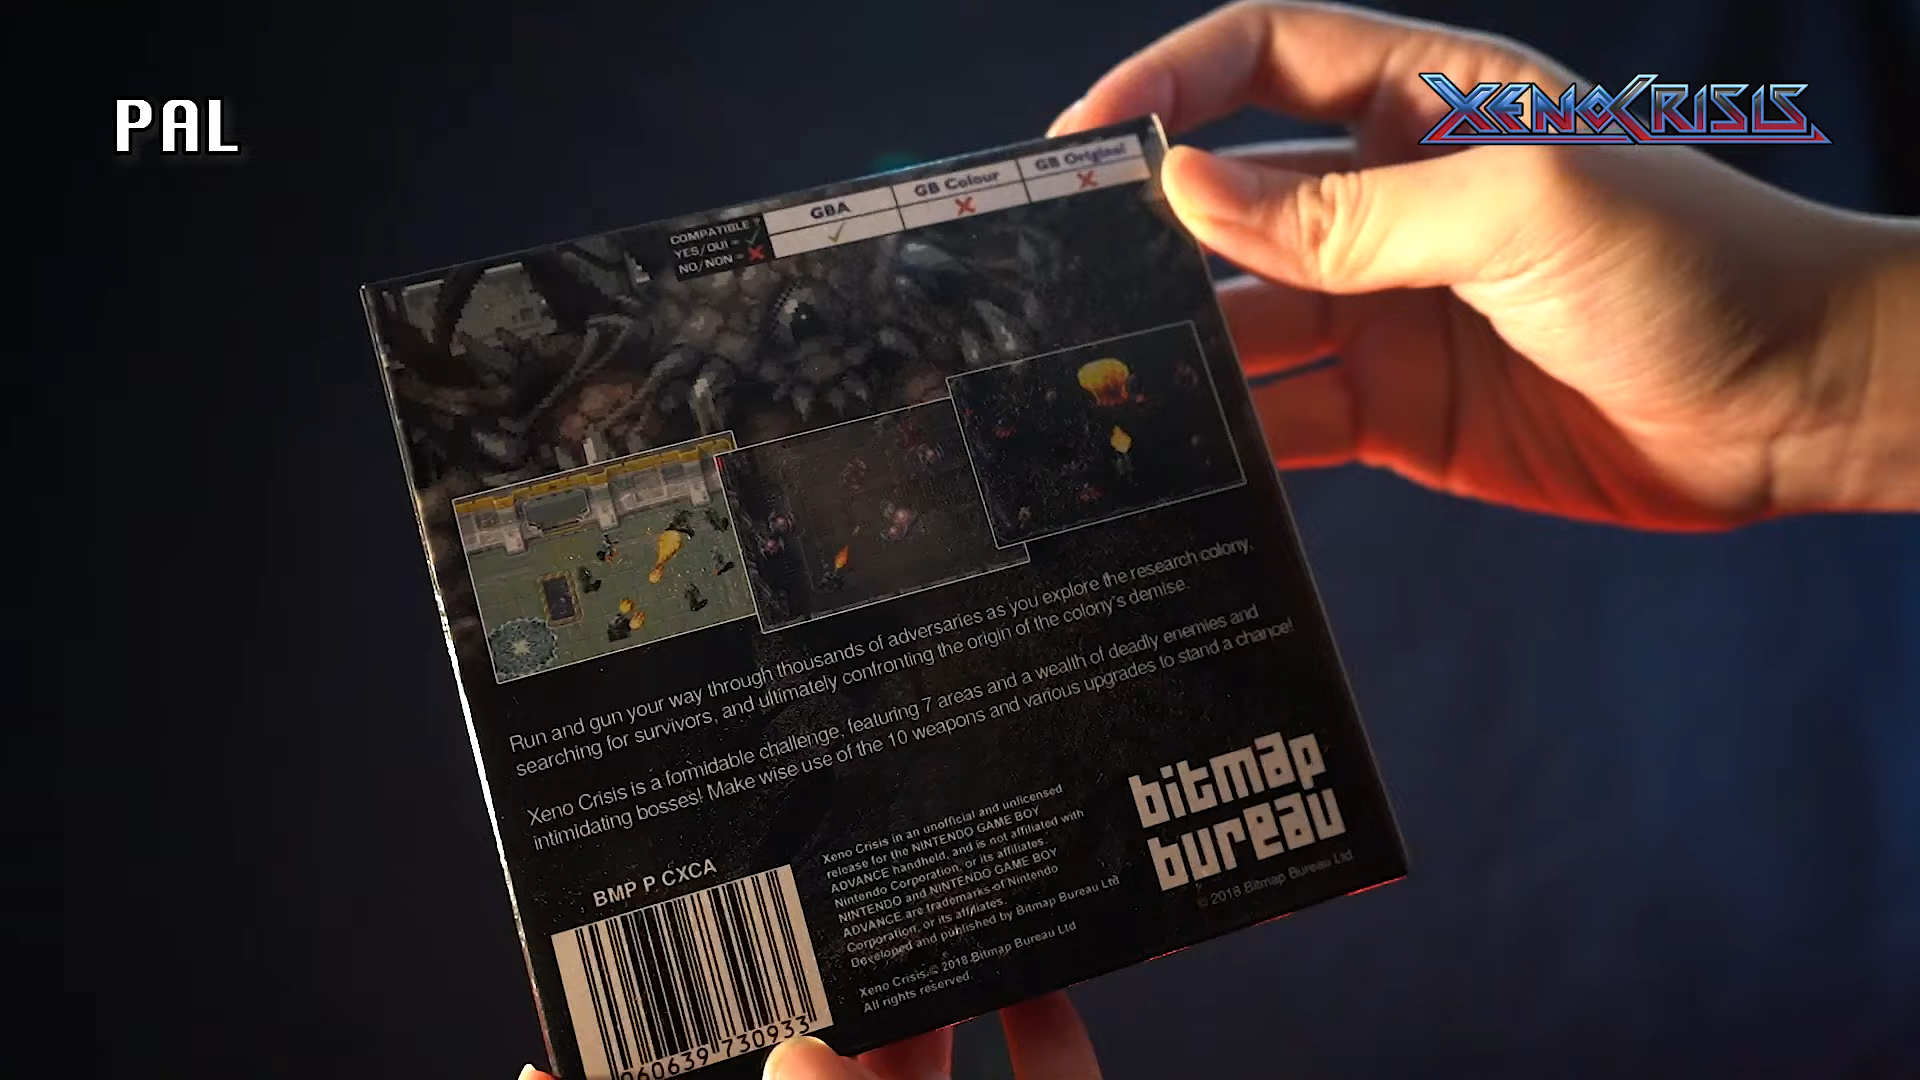 PAL
XENOCRISIS
COMPATIBLE ?
YES/OUI = ✓
NO/NON = ✗
GBA
GB Colour
GB Original
✓
✗
✗
Run and gun your way through thousands of adversaries as you explore the research colony,
searching for survivors, and ultimately confronting the origin of the colony's demise.
Xeno Crisis is a formidable challenge, featuring 7 areas and a wealth of deadly enemies and
intimidating bosses! Make wise use of the 10 weapons and various upgrades to stand a chance!
BMP P CXCA
060639 730933
Xeno Crisis in an unofficial and unlicensed
release for the NINTENDO GAME BOY
ADVANCE handheld, and is not affiliated with
Nintendo Corporation, or its affiliates.
NINTENDO and NINTENDO GAME BOY
ADVANCE are trademarks of Nintendo
Corporation, or its affiliates.
Developed and published by Bitmap Bureau Ltd
Xeno Crisis © 2018 Bitmap Bureau Ltd
All rights reserved.
bitmap
bureau
© 2018 Bitmap Bureau Ltd.